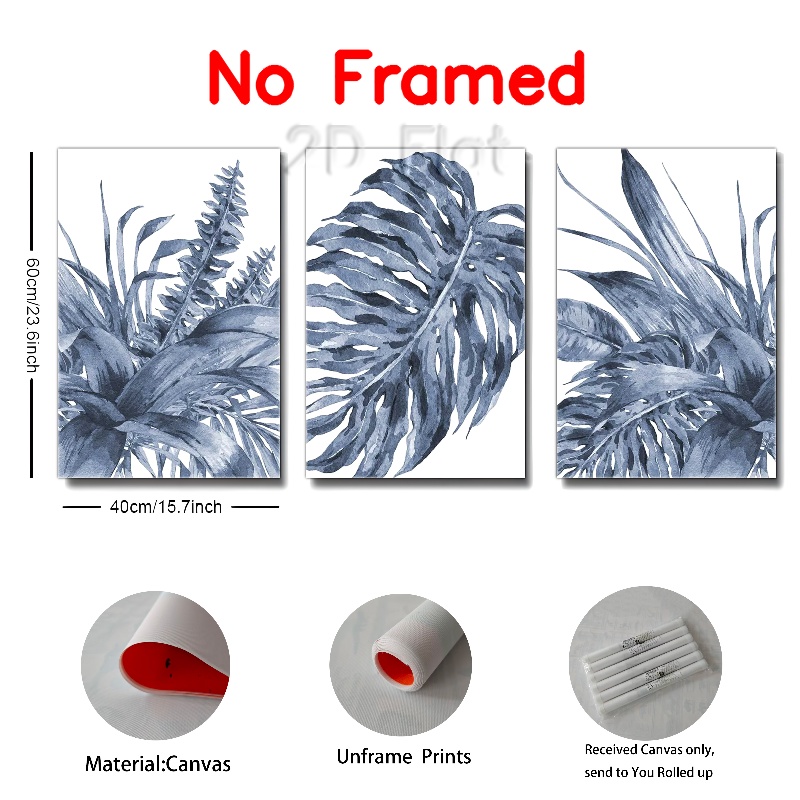 No Framed
2D Flat
60cm/23.6inch
40cm/15.7inch
Material:Canvas
Unframe Prints
Received Canvas only,
send to You Rolled up